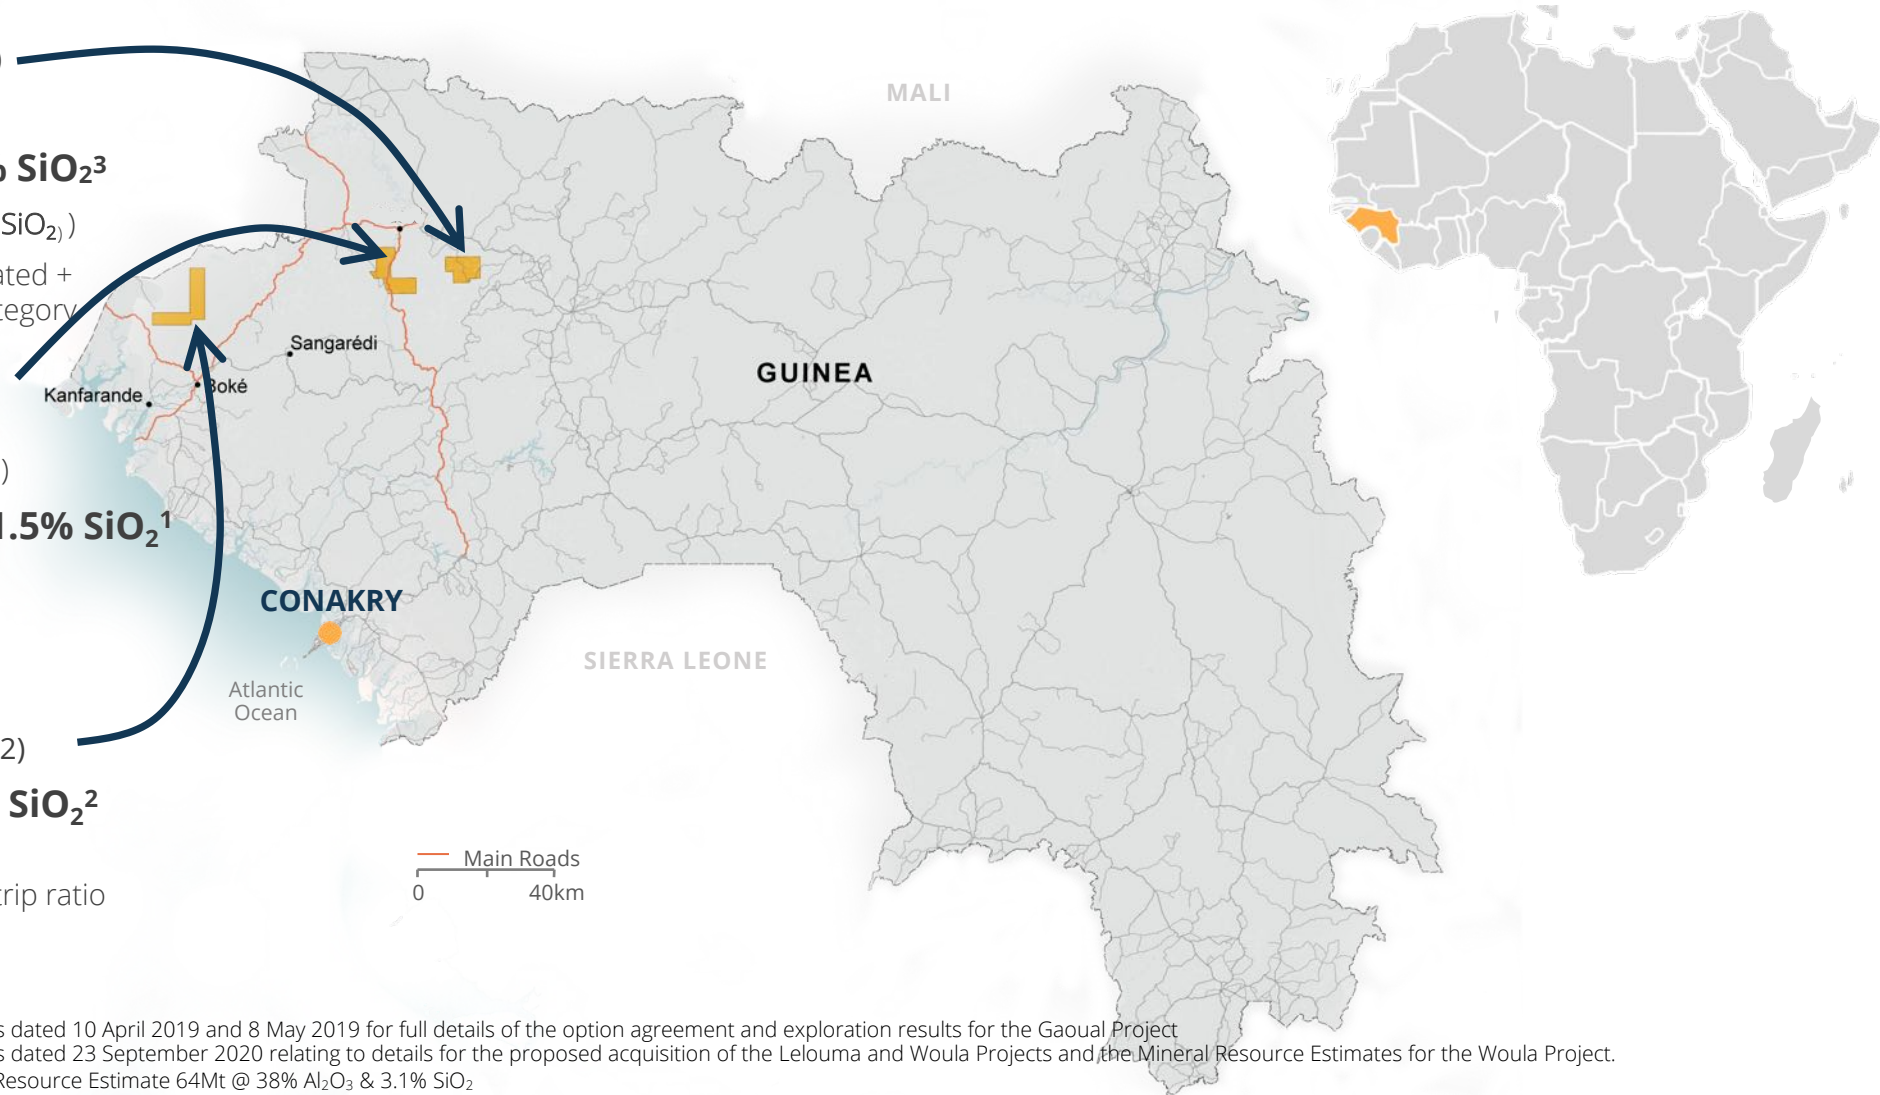 )
% SiO₂³
SiO₂₎ )
ated +
tegory
)
1.5% SiO₂¹
2)
SiO₂²
trip ratio
MALI
Sangarédi
GUINEA
Boké
Kanfarande
CONAKRY
SIERRA LEONE
Atlantic
Ocean
Main Roads
0 40km
s dated 10 April 2019 and 8 May 2019 for full details of the option agreement and exploration results for the Gaoual Project
s dated 23 September 2020 relating to details for the proposed acquisition of the Lelouma and Woula Projects and the Mineral Resource Estimates for the Woula Project.
Resource Estimate 64Mt @ 38% Al₂O₃ & 3.1% SiO₂